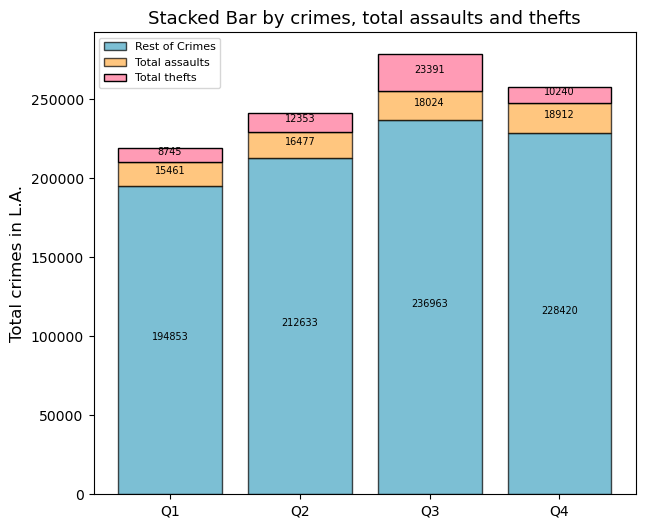 Stacked Bar by crimes, total assaults and thefts
Rest of Crimes
Total assaults
Total thefts
Total crimes in L.A.
250000
200000
150000
100000
50000
0
8745
15461
194853
12353
16477
212633
23391
18024
236963
10240
18912
228420
Q1
Q2
Q3
Q4